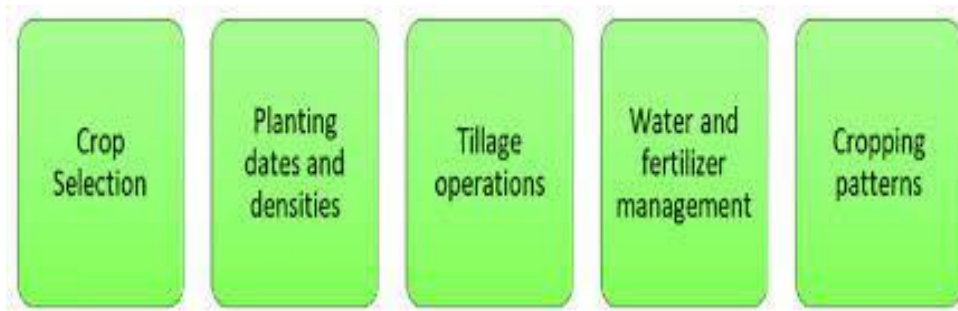 Crop
Selection
Planting
dates and
densities
Tillage
operations
Water and
fertilizer
management
Cropping
patterns